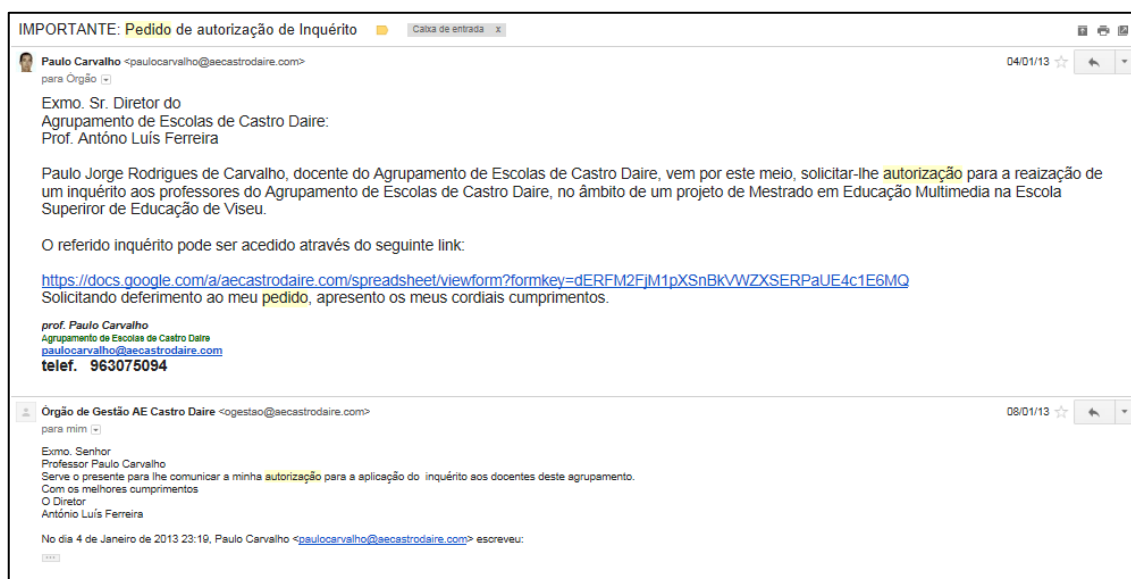 IMPORTANTE: Pedido de autorização de Inquérito Caixa de entrada x
Paulo Carvalho <paulocarvalho@aecastrodaire.com> 04/01/13
para Órgão
Exmo. Sr. Diretor do
Agrupamento de Escolas de Castro Daire:
Prof. Antóno Luís Ferreira
Paulo Jorge Rodrigues de Carvalho, docente do Agrupamento de Escolas de Castro Daire, vem por este meio, solicitar-lhe autorização para a reaização de
um inquérito aos professores do Agrupamento de Escolas de Castro Daire, no âmbito de um projeto de Mestrado em Educação Multimedia na Escola
Superiror de Educação de Viseu.
O referido inquérito pode ser acedido através do seguinte link:
https://docs.google.com/a/aecastrodaire.com/spreadsheet/viewform?formkey=dERFM2FjM1pXSnBkVWZXSERPaUE4c1E6MQ
Solicitando deferimento ao meu pedido, apresento os meus cordiais cumprimentos.
prof. Paulo Carvalho
Agrupamento de Escolas de Castro Daire
paulocarvalho@aecastrodaire.com
telef. 963075094
Órgão de Gestão AE Castro Daire <ogestao@aecastrodaire.com> 08/01/13
para mim
Exmo. Senhor
Professor Paulo Carvalho
Serve o presente para lhe comunicar a minha autorização para a aplicação do inquérito aos docentes deste agrupamento.
Com os melhores cumprimentos
O Diretor
António Luís Ferreira
No dia 4 de Janeiro de 2013 23:19, Paulo Carvalho <paulocarvalho@aecastrodaire.com> escreveu: